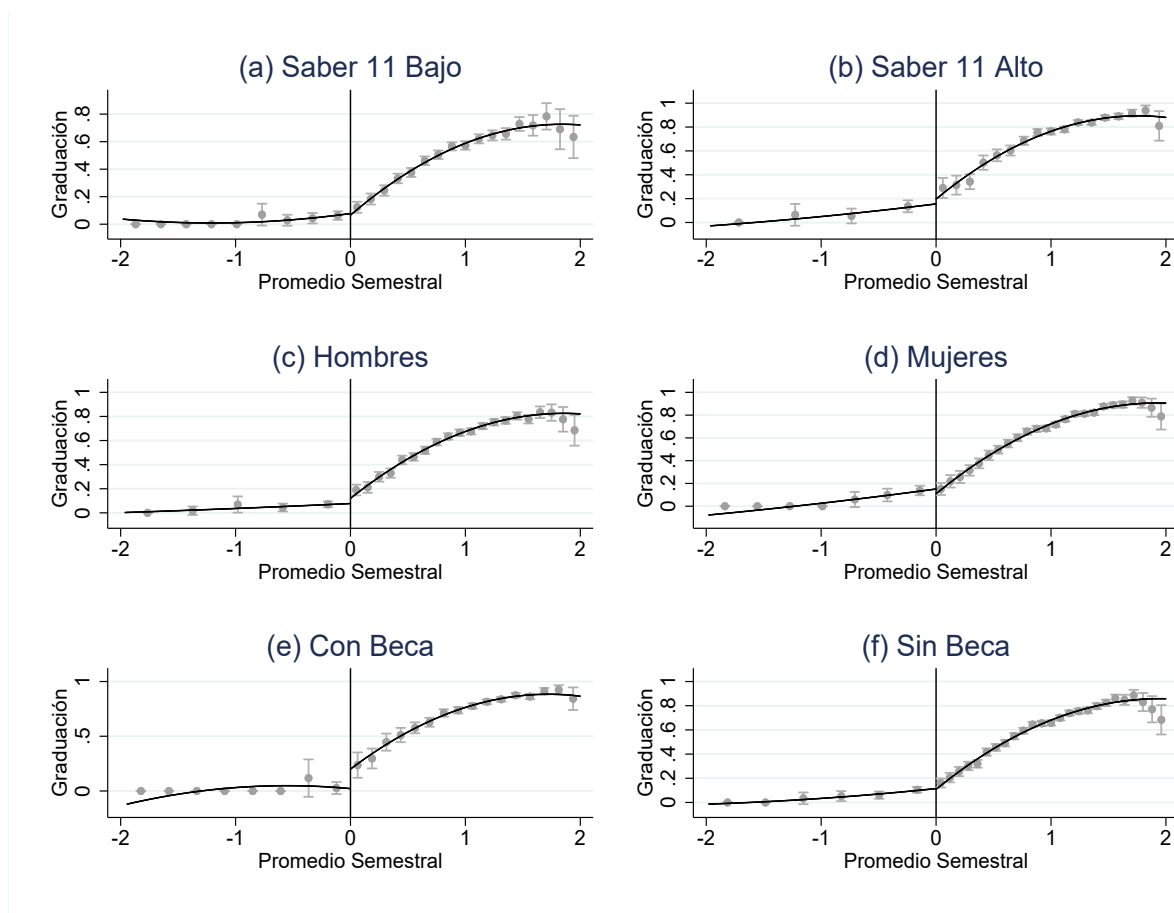 (a) Saber 11 Bajo
Graduación
0 .2 .4 .6 .8
-2 -1 0 1 2
Promedio Semestral
(b) Saber 11 Alto
Graduación
0 .2 .4 .6 .8 1
-2 -1 0 1 2
Promedio Semestral
(c) Hombres
Graduación
0 .2 .4 .6 .8 1
-2 -1 0 1 2
Promedio Semestral
(d) Mujeres
Graduación
0 .2 .4 .6 .8 1
-2 -1 0 1 2
Promedio Semestral
(e) Con Beca
Graduación
0 .5 1
-2 -1 0 1 2
Promedio Semestral
(f) Sin Beca
Graduación
0 .2 .4 .6 .8 1
-2 -1 0 1 2
Promedio Semestral